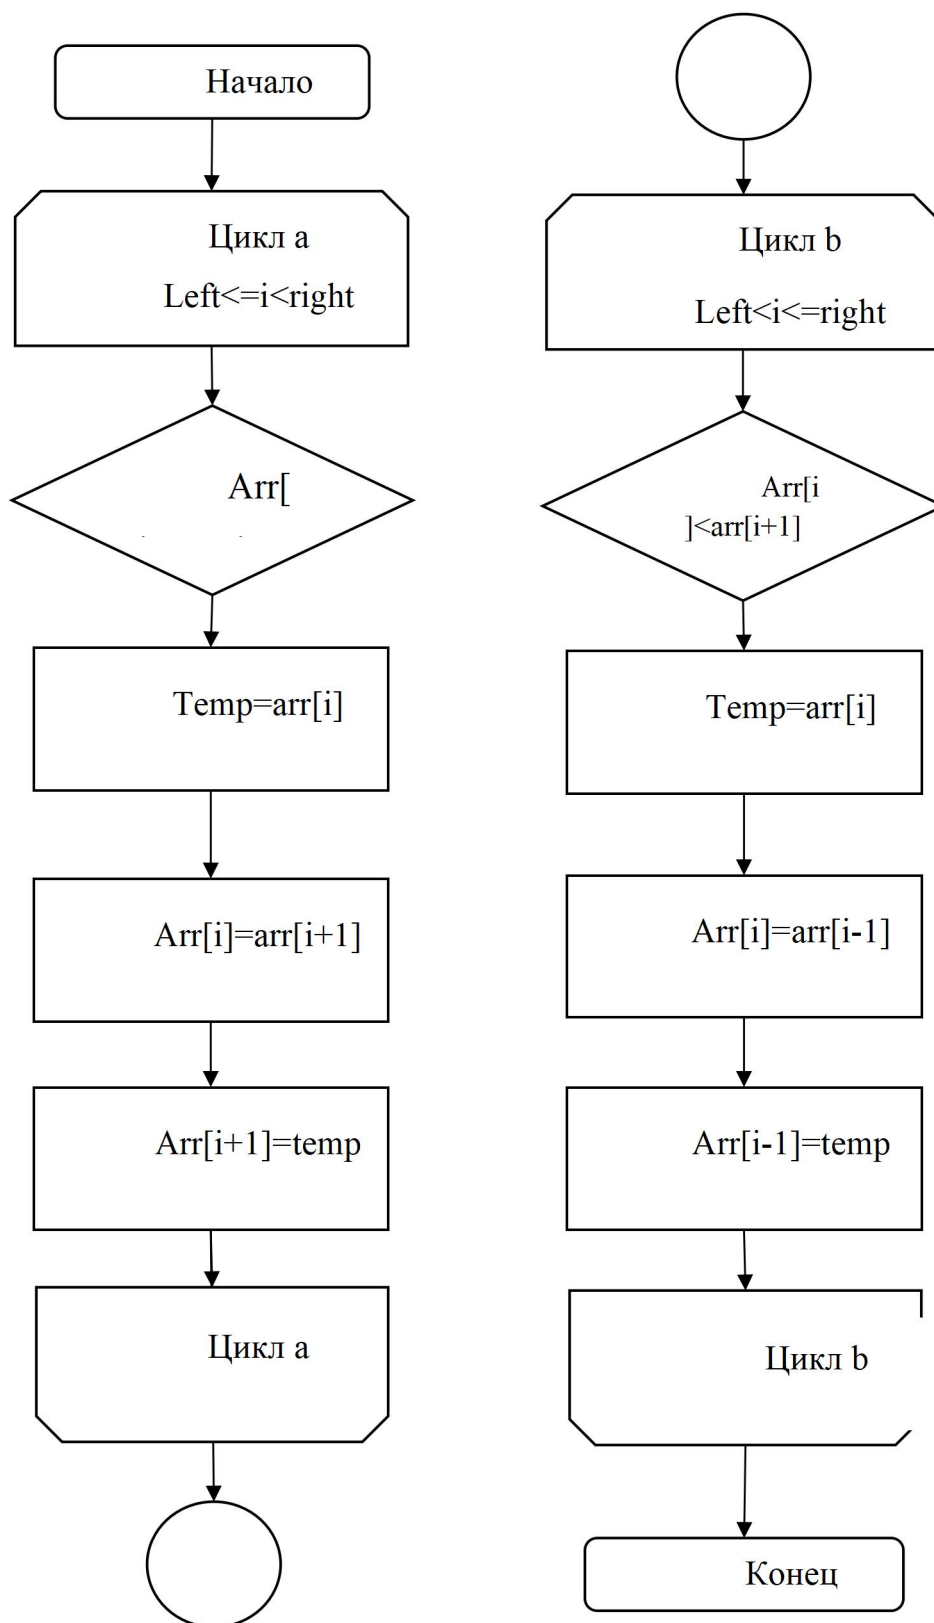 Начало
Цикл a
Left<=i<right
Arr[
Temp=arr[i]
Arr[i]=arr[i+1]
Arr[i+1]=temp
Цикл a
Цикл b
Left<i<=right
Arr[i
]<arr[i+1]
Temp=arr[i]
Arr[i]=arr[i-1]
Arr[i-1]=temp
Цикл b
Конец